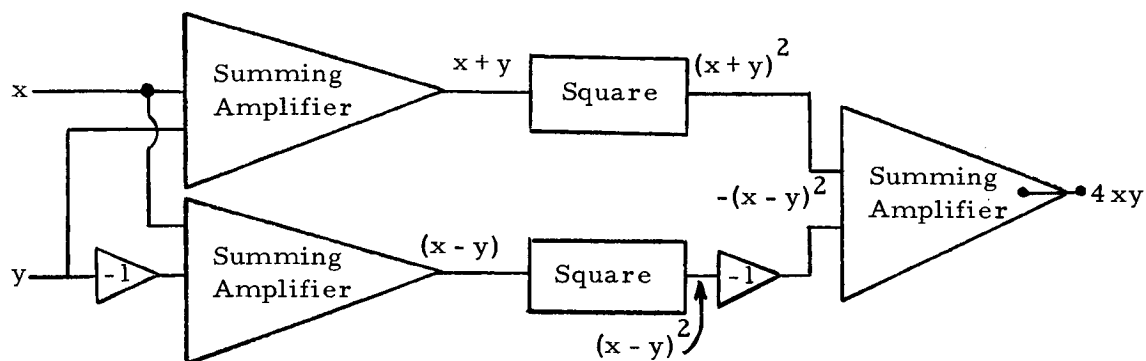 x
Summing
Amplifier
x + y
Square
(x + y)²
y
-1
Summing
Amplifier
(x - y)
Square
(x - y)²
-1
-(x - y)²
Summing
Amplifier
4 xy